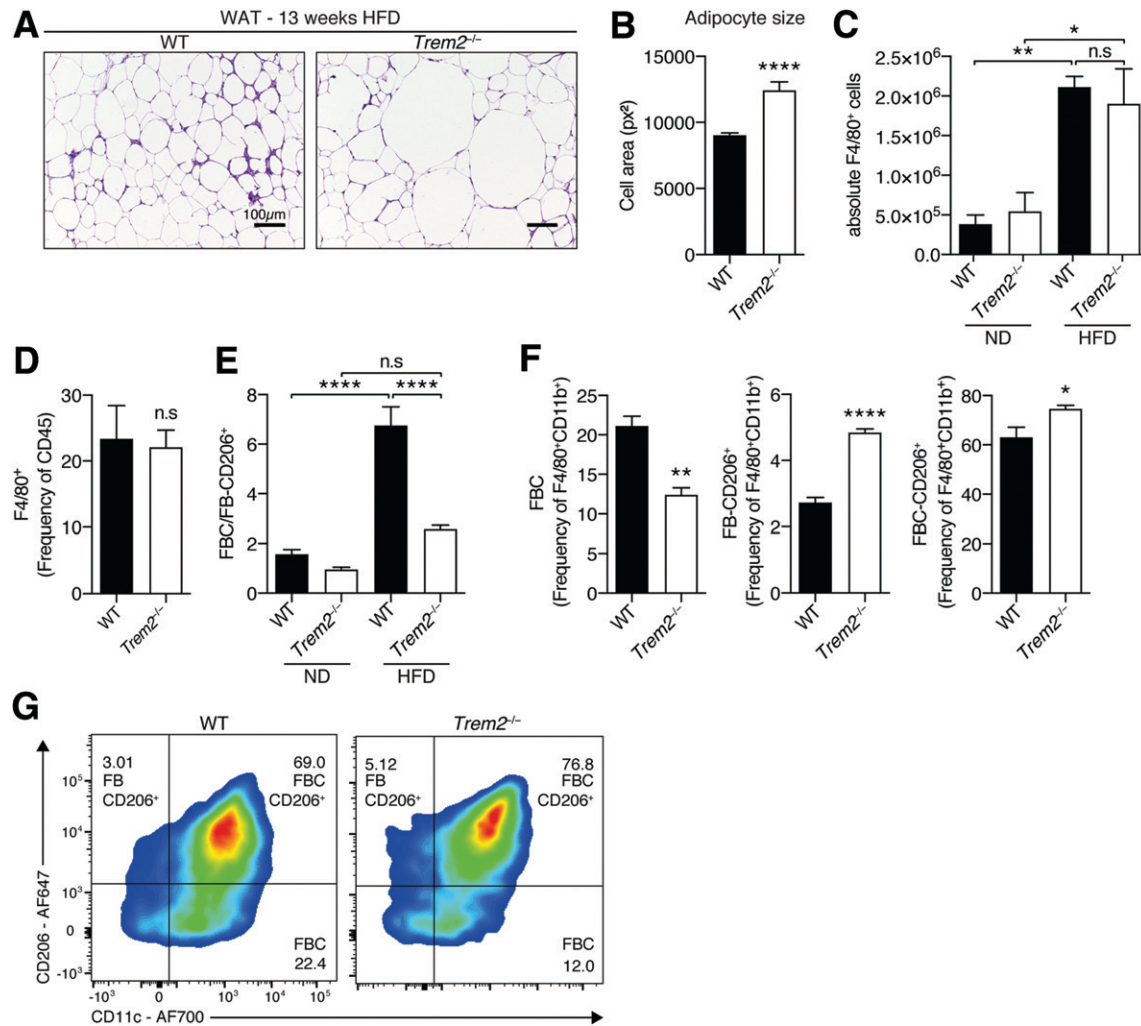 A
WAT - 13 weeks HFD
WT
Trem2⁻/⁻
100µm
B
Adipocyte size
Cell area (px²)
15000
10000
5000
0
****
WT
Trem2⁻/⁻
C
absolute F4/80⁺ cells
2.5×10⁶
2.0×10⁶
1.5×10⁶
1.0×10⁶
5.0×10⁵
0.0
*
**
n.s
WT
Trem2⁻/⁻
WT
Trem2⁻/⁻
ND
HFD
D
F4/80⁺
(Frequency of CD45)
30
20
10
0
n.s
WT
Trem2⁻/⁻
E
FBC/FB-CD206⁺
8
6
4
2
0
n.s
****
****
WT
Trem2⁻/⁻
WT
Trem2⁻/⁻
ND
HFD
F
FBC
(Frequency of F4/80⁺CD11b⁺)
25
20
15
10
5
0
**
WT
Trem2⁻/⁻
FB-CD206⁺
(Frequency of F4/80⁺CD11b⁺)
6
4
2
0
****
WT
Trem2⁻/⁻
FBC-CD206⁺
(Frequency of F4/80⁺CD11b⁺)
80
60
40
20
0
*
WT
Trem2⁻/⁻
G
WT
Trem2⁻/⁻
CD206 - AF647
10⁵
10⁴
10³
0
-10³
3.01
FB
CD206⁺
69.0
FBC
CD206⁺
FBC
22.4
5.12
FB
CD206⁺
76.8
FBC
CD206⁺
FBC
12.0
-10³
0
10³
10⁴
10⁵
-10³
0
10³
10⁴
10⁵
CD11c - AF700